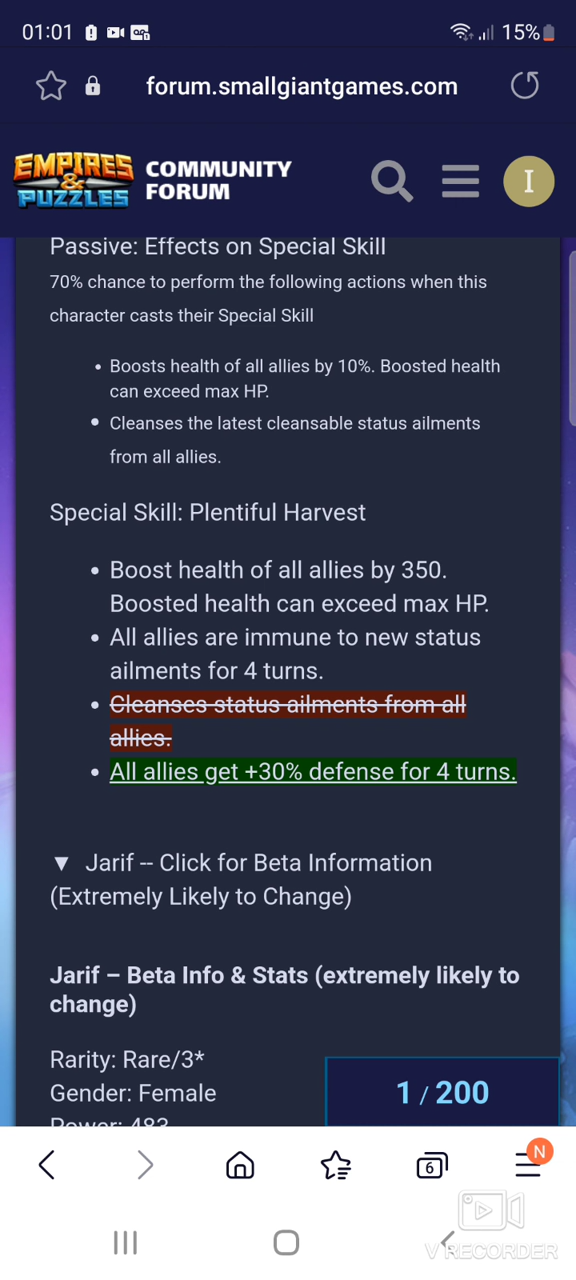 01:01
15%
forum.smallgiantgames.com
EMPIRES & PUZZLES
COMMUNITY FORUM
I
Passive: Effects on Special Skill
70% chance to perform the following actions when this
character casts their Special Skill
• Boosts health of all allies by 10%. Boosted health
can exceed max HP.
• Cleanses the latest cleansable status ailments
from all allies.
Special Skill: Plentiful Harvest
• Boost health of all allies by 350.
Boosted health can exceed max HP.
• All allies are immune to new status
ailments for 4 turns.
• Cleanses status ailments from all
allies.
• All allies get +30% defense for 4 turns.
▼ Jarif -- Click for Beta Information
(Extremely Likely to Change)
Jarif – Beta Info & Stats (extremely likely to
change)
Rarity: Rare/3*
Gender: Female
Power: 483
1 / 200
6
N
V RECORDER